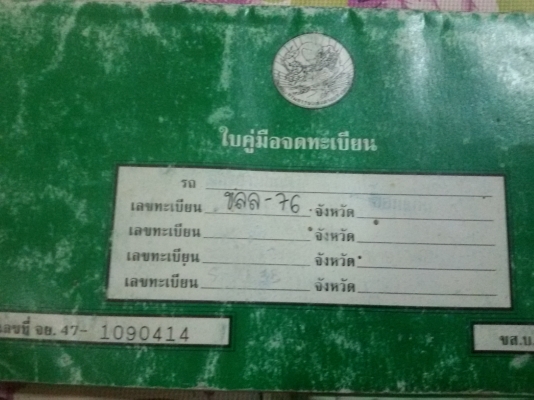 ใบคู่มือจดทะเบียน
รถ
เลขทะเบียน ขลล-76 จังหวัด
เลขทะเบียน จังหวัด
เลขทะเบียน จังหวัด
เลขทะเบียน จังหวัด
เลขที่ จย. 47- 1090414
ขส.บ.